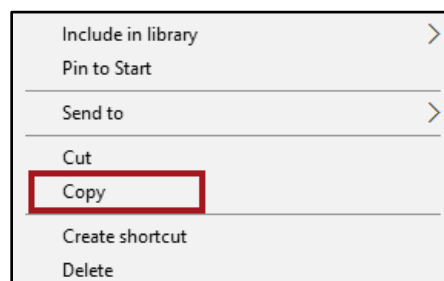 Include in library
Pin to Start
Send to
Cut
Copy
Create shortcut
Delete